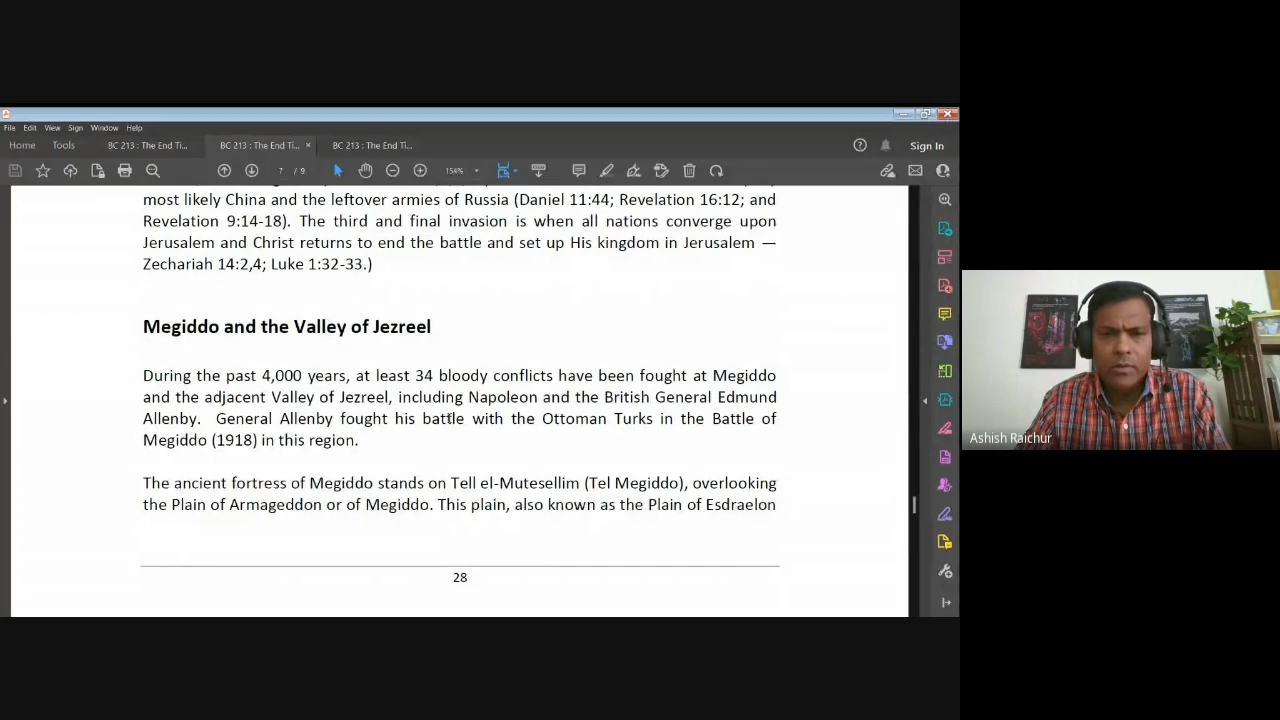 File Edit View Sign Window Help
Home Tools BC 213 : The End Ti... BC 213 : The End Ti... × BC 213 : The End Ti... Sign In
7 / 9 154%
most likely China and the leftover armies of Russia (Daniel 11:44; Revelation 16:12; and
Revelation 9:14-18). The third and final invasion is when all nations converge upon
Jerusalem and Christ returns to end the battle and set up His kingdom in Jerusalem —
Zechariah 14:2,4; Luke 1:32-33.)
Megiddo and the Valley of Jezreel
During the past 4,000 years, at least 34 bloody conflicts have been fought at Megiddo
and the adjacent Valley of Jezreel, including Napoleon and the British General Edmund
Allenby. General Allenby fought his battle with the Ottoman Turks in the Battle of
Megiddo (1918) in this region.
The ancient fortress of Megiddo stands on Tell el-Mutesellim (Tel Megiddo), overlooking
the Plain of Armageddon or of Megiddo. This plain, also known as the Plain of Esdraelon
28
Ashish Raichur